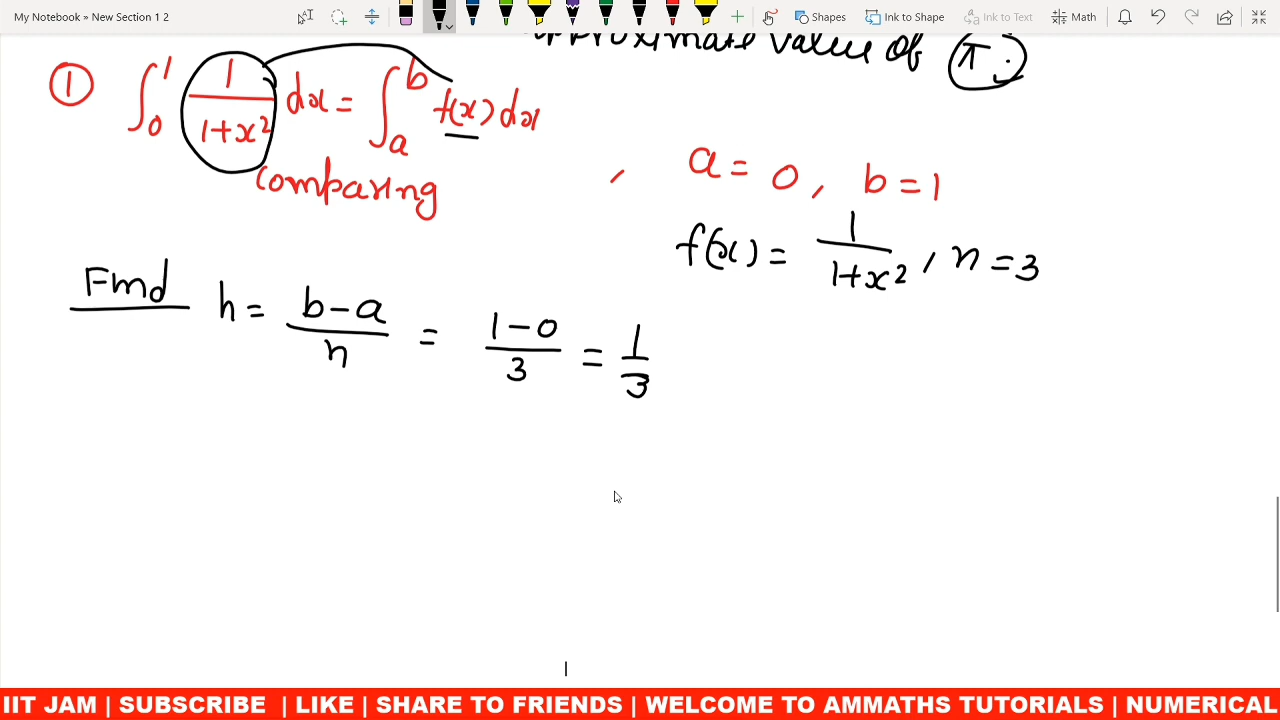 My Notebook » New Section 1 2
Shapes Ink to Shape Ink to Text Math
approximate value of π.
① ∫₀¹ 1/(1+x²) dx = ∫ₐᵇ f(x) dx
comparing , a = 0, b = 1
f(x) = 1/(1+x²), n = 3
Find h = (b-a)/n = (1-0)/3 = 1/3
IIT JAM | SUBSCRIBE | LIKE | SHARE TO FRIENDS | WELCOME TO AMMATHS TUTORIALS | NUMERICAL